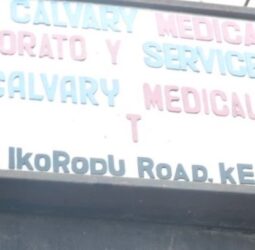 CALVARY MEDICA
ORATO Y SERVICE
CALVARY MEDICAL
T
IKORODU ROAD, KE